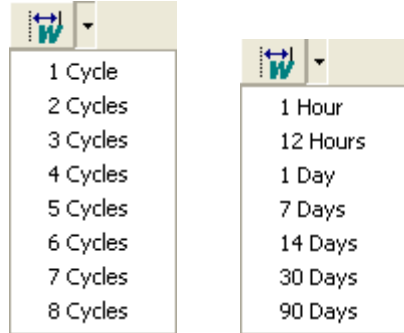 W
1 Cycle
2 Cycles
3 Cycles
4 Cycles
5 Cycles
6 Cycles
7 Cycles
8 Cycles
W
1 Hour
12 Hours
1 Day
7 Days
14 Days
30 Days
90 Days